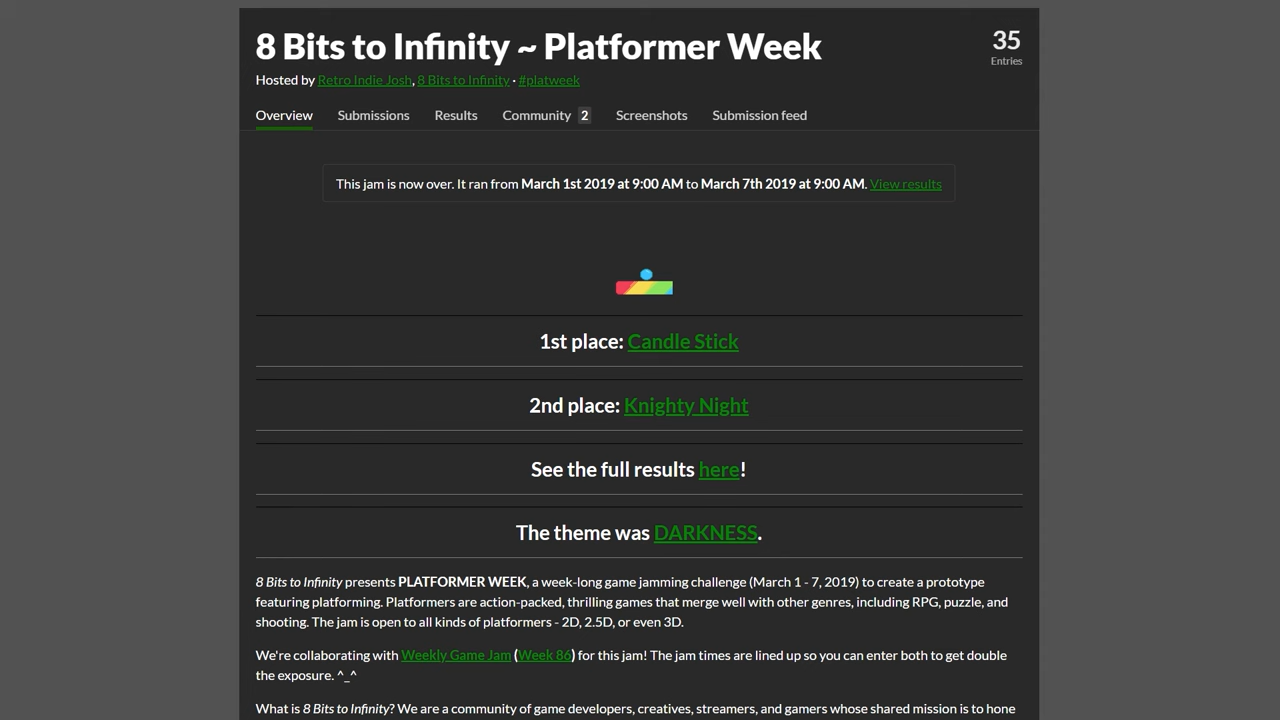 8 Bits to Infinity ~ Platformer Week
35
Entries
Hosted by Retro Indie Josh, 8 Bits to Infinity · #platweek
Overview Submissions Results Community 2 Screenshots Submission feed
This jam is now over. It ran from March 1st 2019 at 9:00 AM to March 7th 2019 at 9:00 AM. View results
1st place: Candle Stick
2nd place: Knighty Night
See the full results here!
The theme was DARKNESS.
8 Bits to Infinity presents PLATFORMER WEEK, a week-long game jamming challenge (March 1 - 7, 2019) to create a prototype
featuring platforming. Platformers are action-packed, thrilling games that merge well with other genres, including RPG, puzzle, and
shooting. The jam is open to all kinds of platformers - 2D, 2.5D, or even 3D.
We're collaborating with Weekly Game Jam (Week 86) for this jam! The jam times are lined up so you can enter both to get double
the exposure. ^_^
What is 8 Bits to Infinity? We are a community of game developers, creatives, streamers, and gamers whose shared mission is to hone